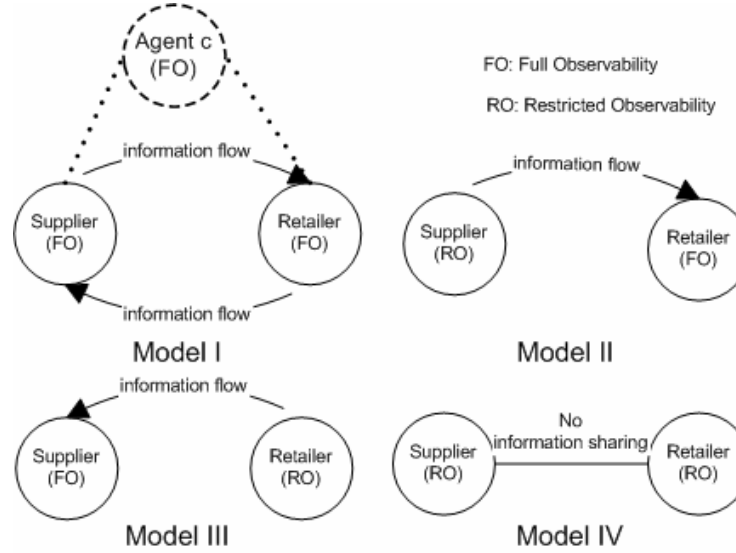 Agent c
(FO)
FO: Full Observability
RO: Restricted Observability
information flow
Supplier
(FO)
Retailer
(FO)
information flow
Model I
information flow
Supplier
(RO)
Retailer
(FO)
Model II
information flow
Supplier
(FO)
Retailer
(RO)
Model III
No
information sharing
Supplier
(RO)
Retailer
(RO)
Model IV